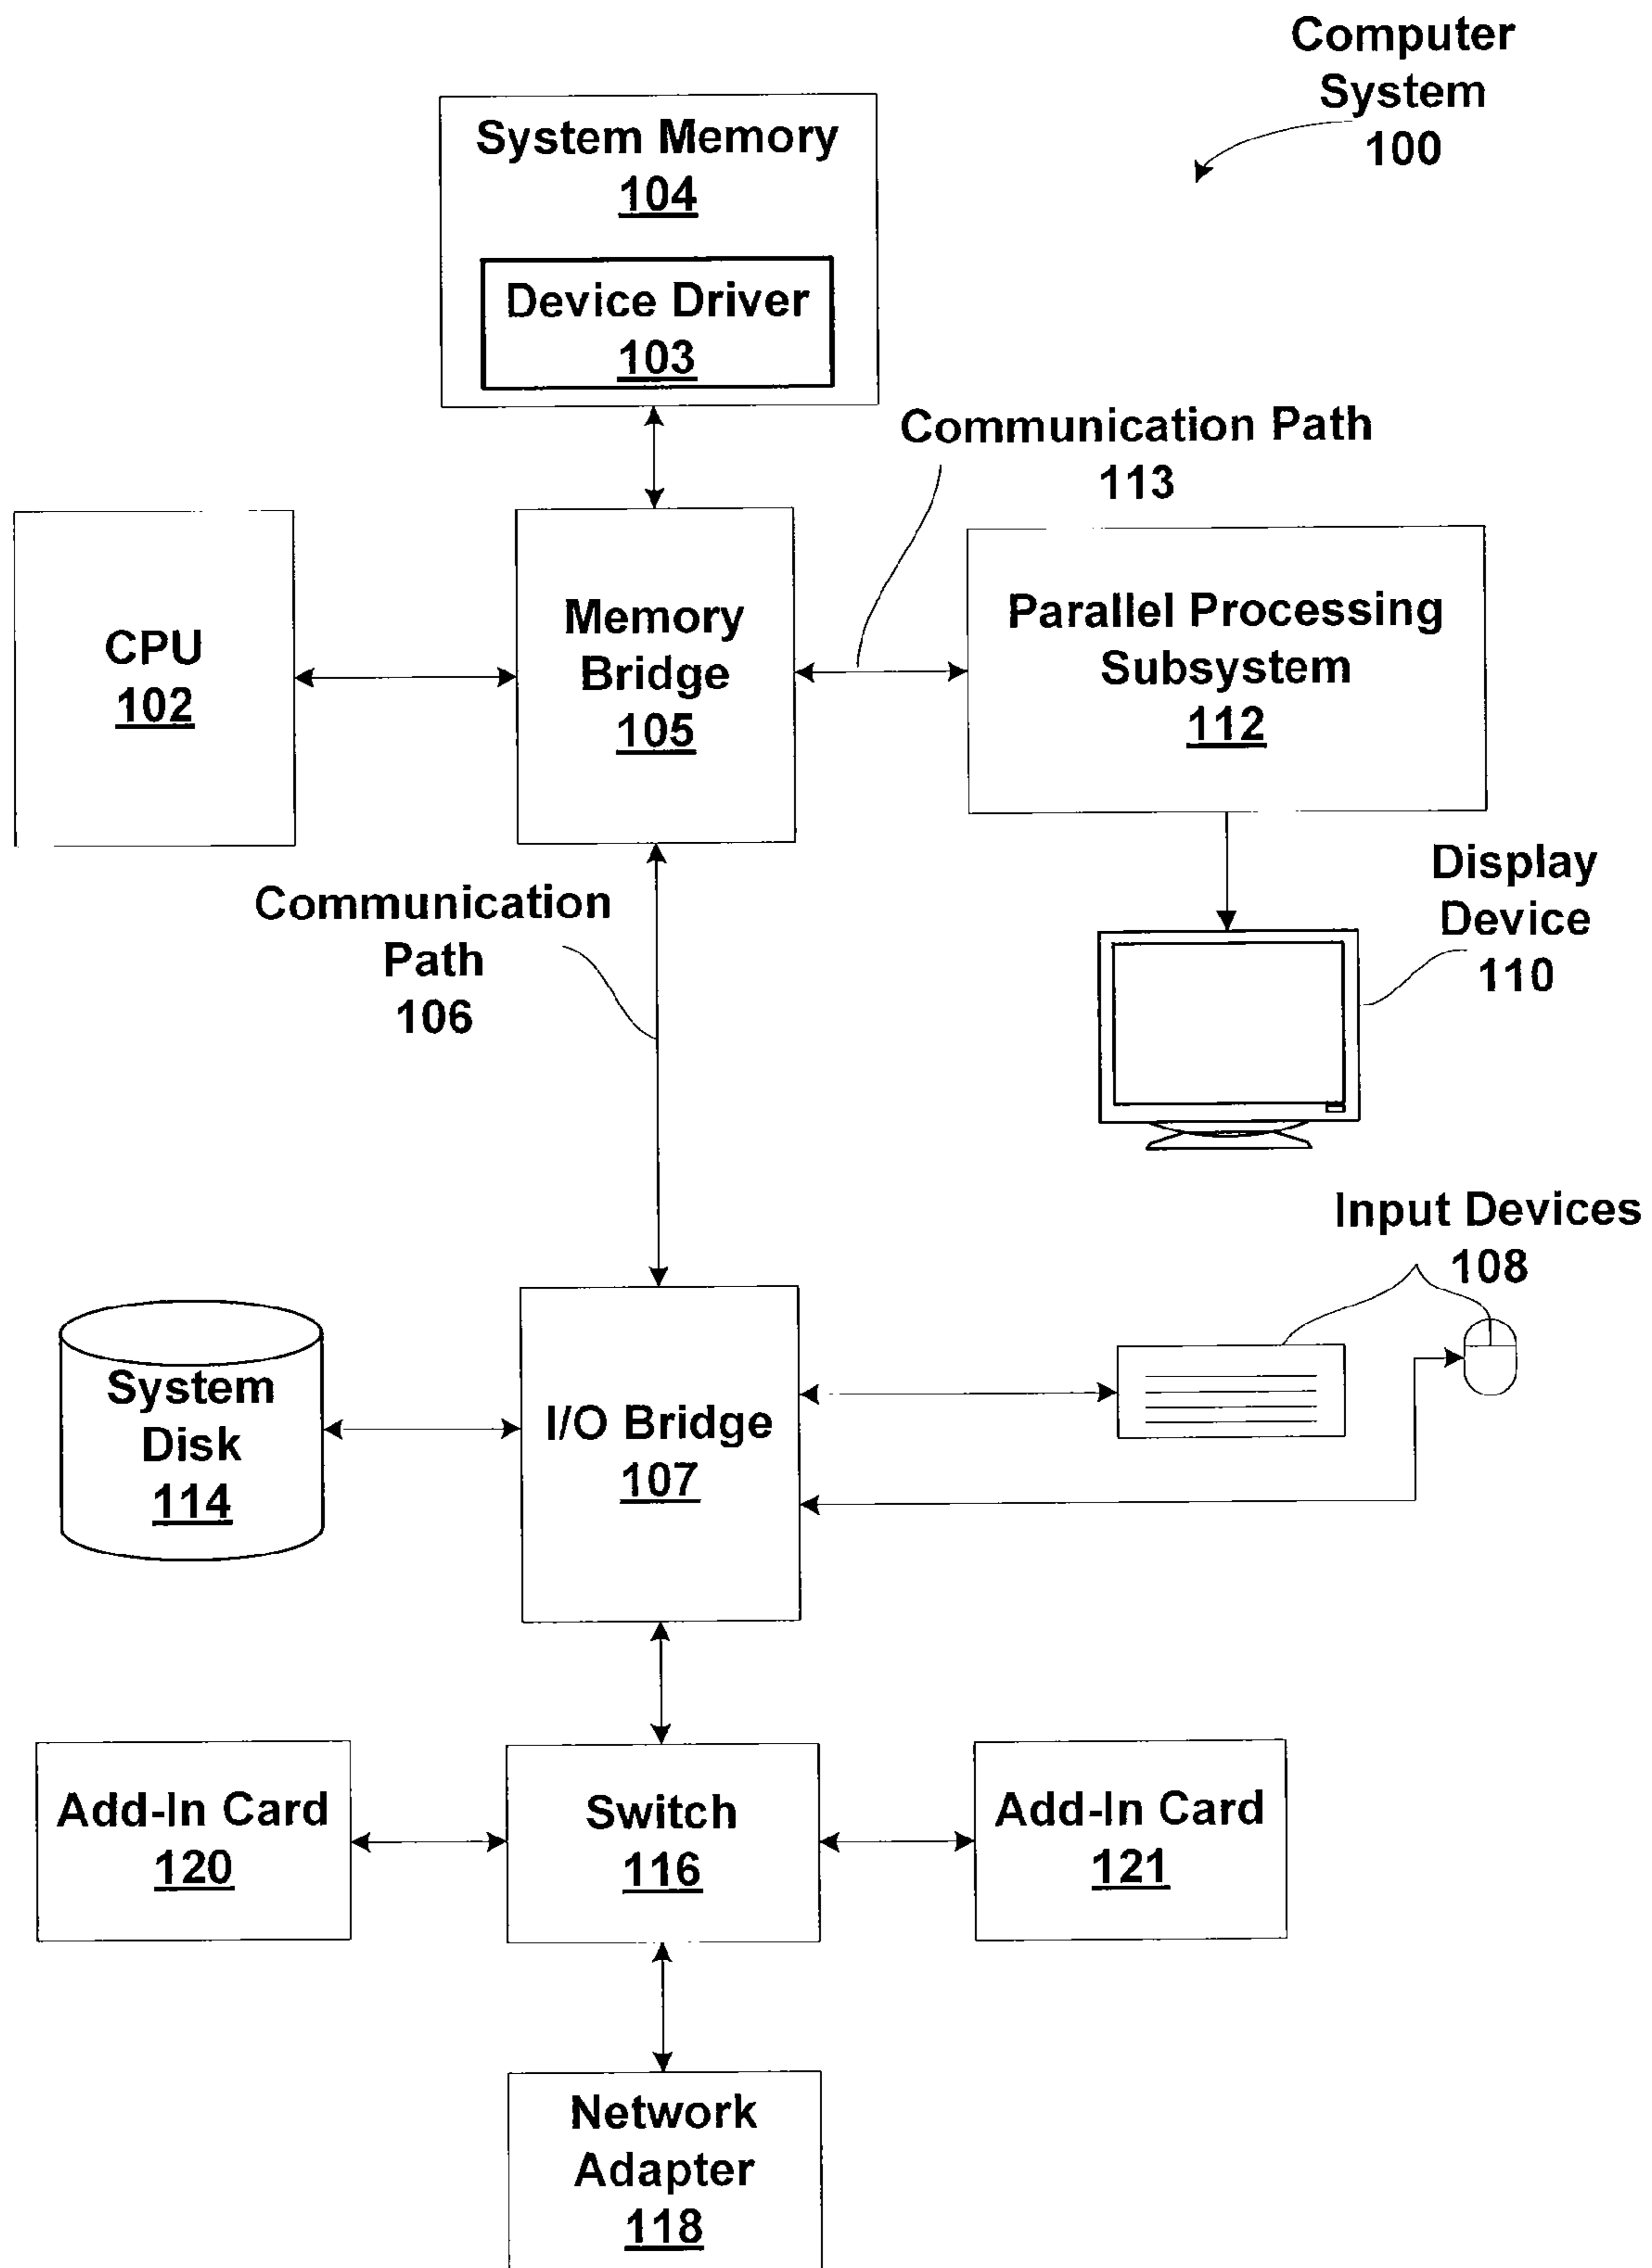 Computer
System
100
System Memory
104
Device Driver
103
Communication Path
113
CPU
102
Memory
Bridge
105
Parallel Processing
Subsystem
112
Communication
Path
106
Display
Device
110
Input Devices
108
System
Disk
114
I/O Bridge
107
Add-In Card
120
Switch
116
Add-In Card
121
Network
Adapter
118